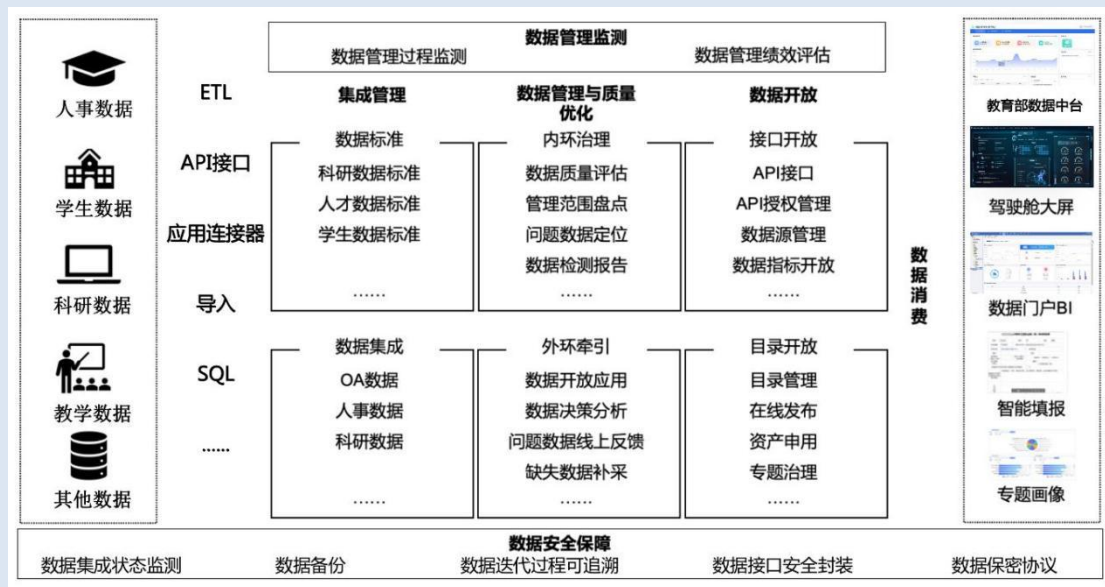 人事数据
学生数据
科研数据
教学数据
其他数据
ETL
API接口
应用连接器
导入
SQL
……
数据管理监测
数据管理过程监测
数据管理绩效评估
集成管理
数据标准
科研数据标准
人才数据标准
学生数据标准
……
数据集成
OA数据
人事数据
科研数据
……
数据管理与质量
优化
内环治理
数据质量评估
管理范围盘点
问题数据定位
数据检测报告
……
外环牵引
数据开放应用
数据决策分析
问题数据线上反馈
缺失数据补采
……
数据开放
接口开放
API接口
API授权管理
数据源管理
数据指标开放
……
目录开放
目录管理
在线发布
资产申用
专题治理
……
数据消费
教育部数据中台
驾驶舱大屏
数据门户BI
智能填报
专题画像
数据安全保障
数据集成状态监测
数据备份
数据迭代过程可追溯
数据接口安全封装
数据保密协议